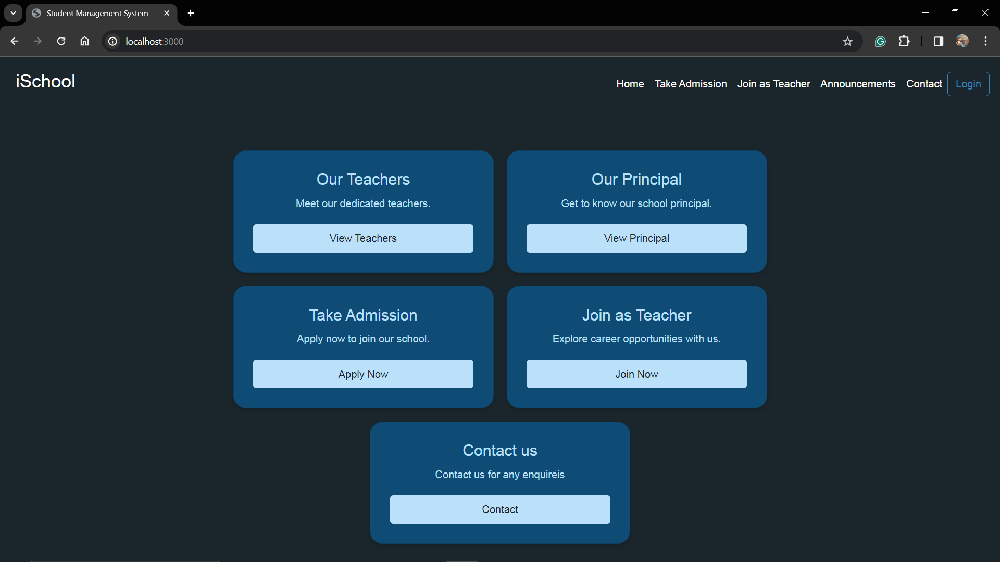 Student Management System
localhost:3000
iSchool
Home Take Admission Join as Teacher Announcements Contact Login
Our Teachers
Meet our dedicated teachers.
View Teachers
Our Principal
Get to know our school principal.
View Principal
Take Admission
Apply now to join our school.
Apply Now
Join as Teacher
Explore career opportunities with us.
Join Now
Contact us
Contact us for any enquireis
Contact